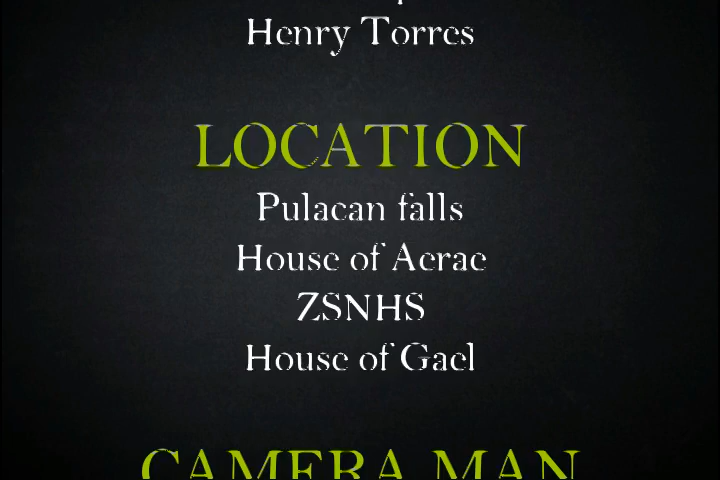 Henry Torres
LOCATION
Pulacan falls
House of Aerae
ZSNHS
House of Gael
CAMERA MAN